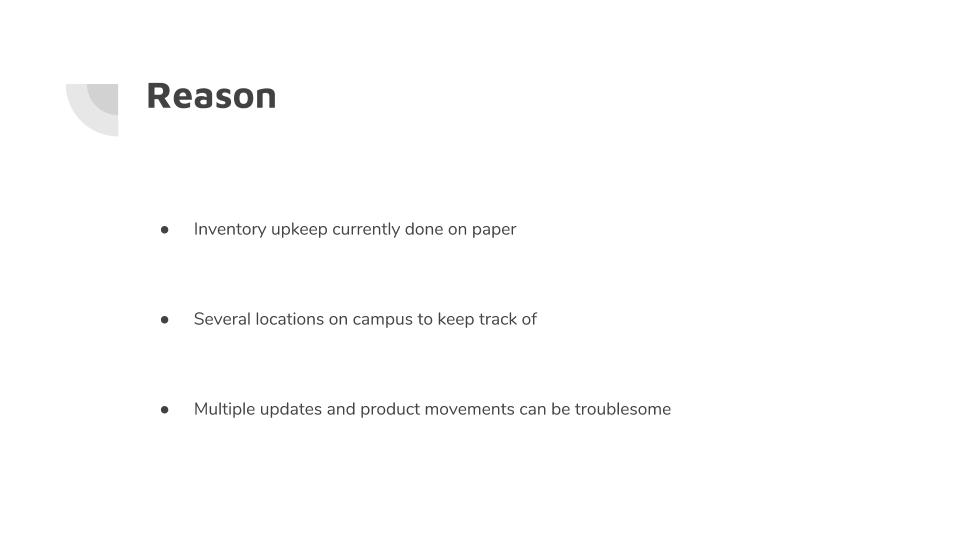 Reason
● Inventory upkeep currently done on paper
● Several locations on campus to keep track of
● Multiple updates and product movements can be troublesome